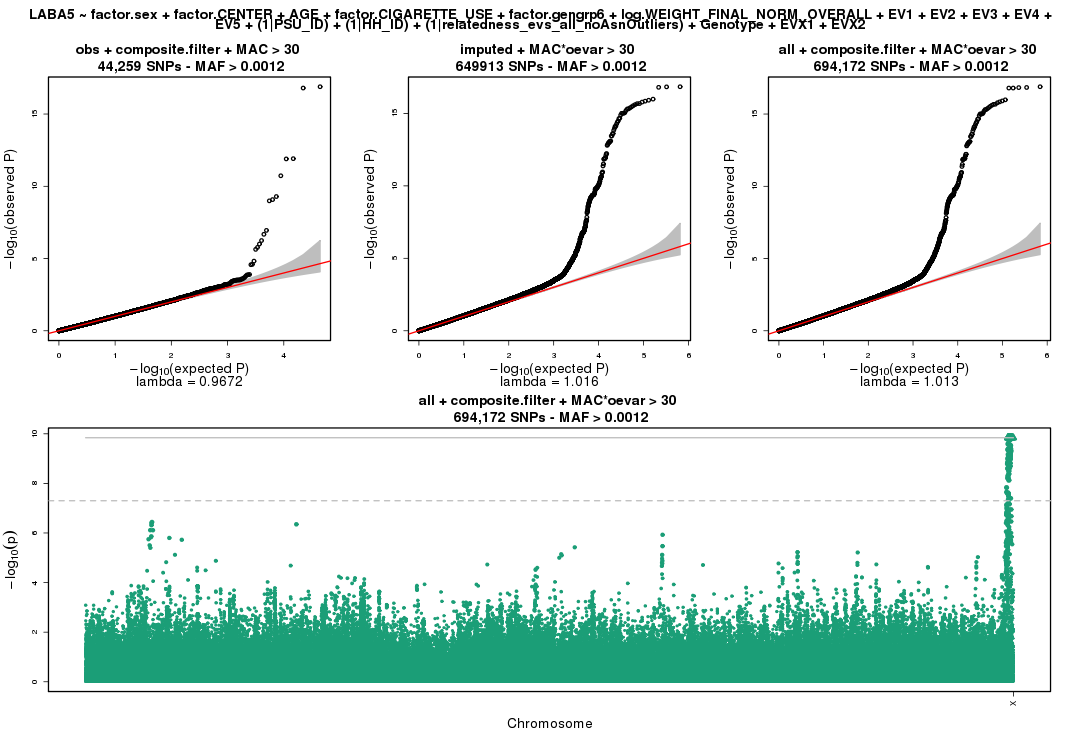 LABA5 ~ factor.sex + factor.CENTER + AGE + factor.CIGARETTE_USE + factor.gengrp6 + log.WEIGHT_FINAL_NORM_OVERALL + EV1 + EV2 + EV3 + EV4 +
EV5 + (1|PSU_ID) + (1|HH_ID) + (1|relatedness_evs_all_noAsnOutliers) + Genotype + EVX1 + EVX2
obs + composite.filter + MAC > 30
44,259 SNPs - MAF > 0.0012
−log10(observed P)
0 5 10 15
0 1 2 3 4
−log10(expected P)
lambda = 0.9672
imputed + MAC*oevar > 30
649913 SNPs - MAF > 0.0012
−log10(observed P)
0 5 10 15
0 1 2 3 4 5 6
−log10(expected P)
lambda = 1.016
all + composite.filter + MAC*oevar > 30
694,172 SNPs - MAF > 0.0012
−log10(observed P)
0 5 10 15
0 1 2 3 4 5 6
−log10(expected P)
lambda = 1.013
all + composite.filter + MAC*oevar > 30
694,172 SNPs - MAF > 0.0012
−log10(p)
0 2 4 6 8 10
X
Chromosome